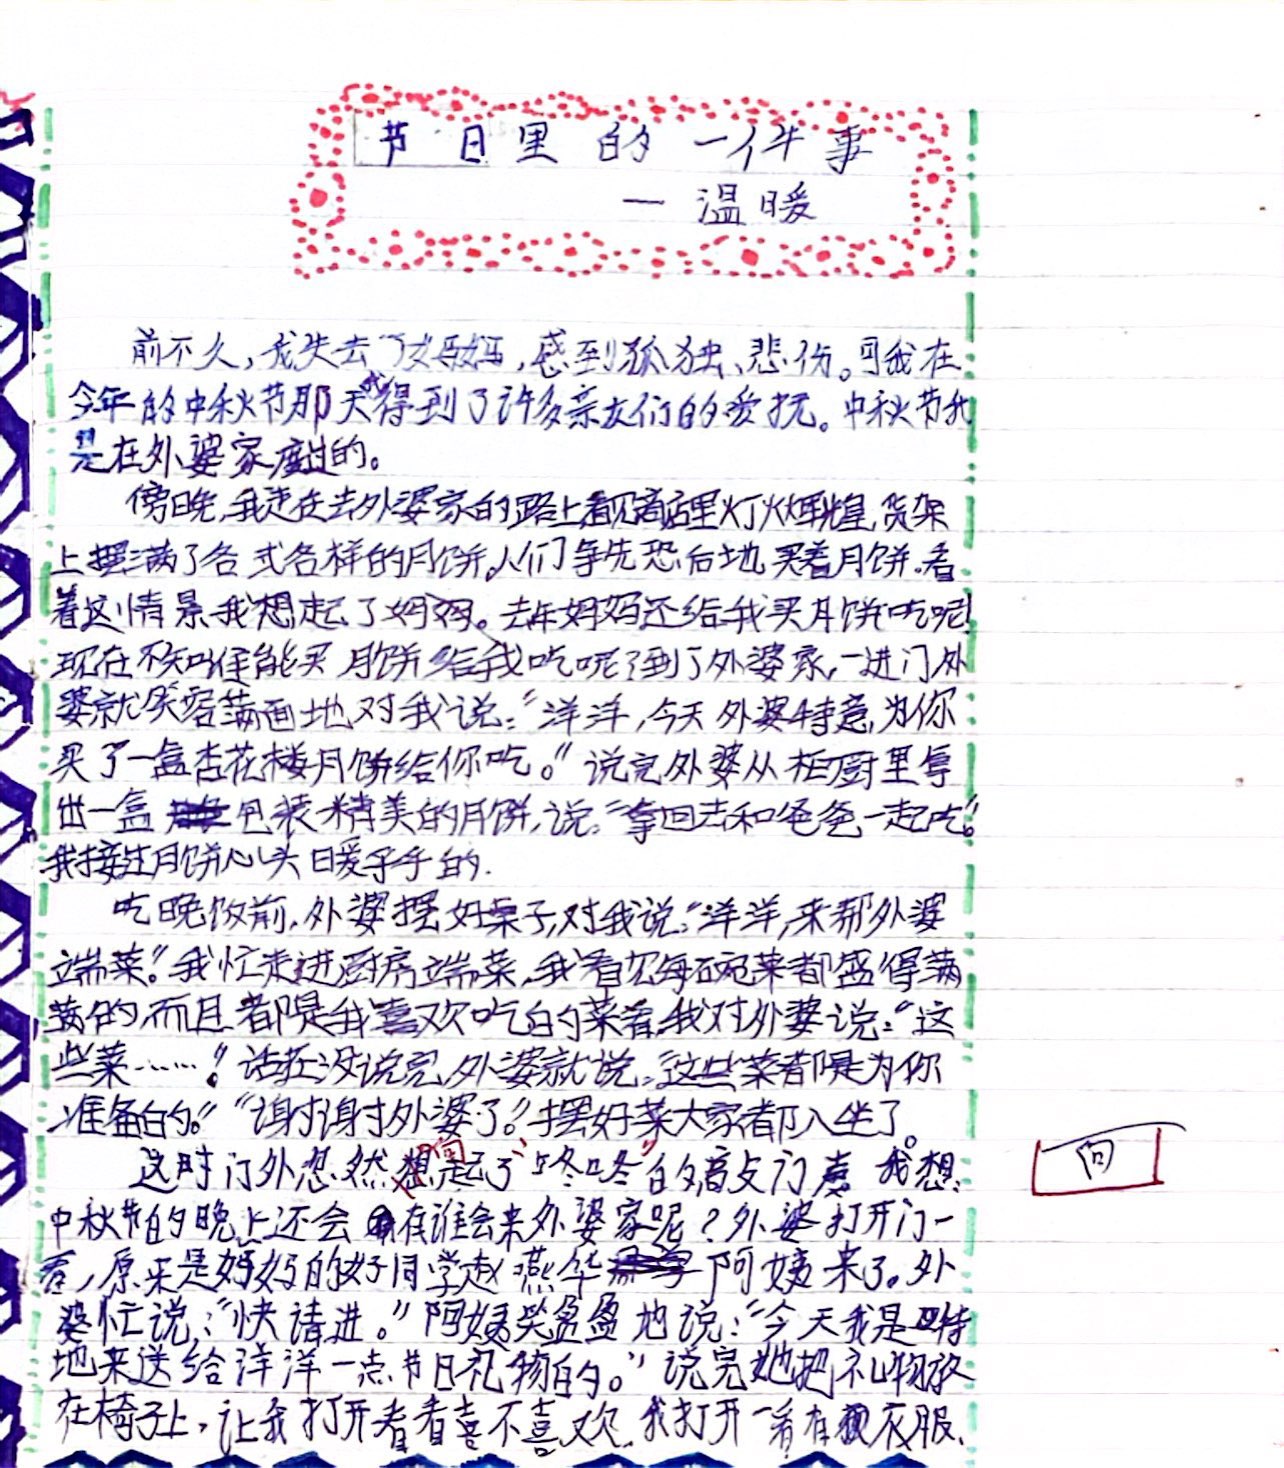 节日里的一件事
—温暖
前不久，我失去了妈妈，感到孤独、悲伤。可我在
今年的中秋节那天我得到了许多亲友们的爱抚。中秋节我
是在外婆家度过的。
傍晚，我走在去外婆家的路上看见商店里灯火辉煌，货架
上摆满了各式各样的月饼。人们争先恐后地买着月饼。看
着这情景我想起了妈妈。去年妈妈还给我买月饼吃呢！
现在不知谁能买月饼给我吃呢？到了外婆家，一进门外
婆就笑容满面地对我说：“洋洋，今天外婆特意为你
买了一盒杏花楼月饼给你吃。”说完外婆从柜厨里拿
出一盒包装精美的月饼，说：“拿回去和爸爸一起吃。”
我接过月饼心头暖乎乎的.
吃晚饭前，外婆摆好桌子，对我说：“洋洋，来帮外婆
端菜。”我忙走进厨房端菜，我看见每碗菜都盛得满
满的，而且都是我喜欢吃的菜肴。我对外婆说：“这
些菜……！”话还没说完，外婆就说：“这些菜都是为你
准备的。”“谢谢外婆了。”摆好菜大家都入坐了。
这时门外忽然响起了“咚咚”的敲门声，我想：
中秋节的晚上还会有谁会来外婆家呢？外婆打开门一
看，原来是妈妈的好同学赵燕华阿姨来了。外
婆忙说：“快请进。”阿姨笑盈盈地说：“今天我是特
地来送给洋洋一点节日礼物的。”说完她把礼物放
在椅子上，让我打开看看喜不喜欢。我打开一看有衣服、
向